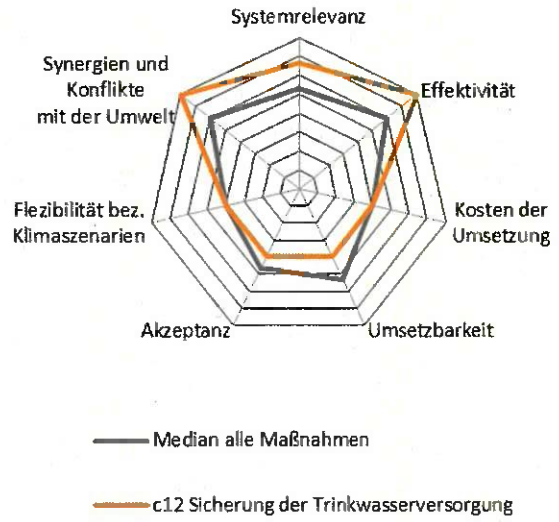 Systemrelevanz
Synergien und
Konflikte
mit der Umwelt
Effektivität
Flezibilität bez.
Klimaszenarien
Kosten der
Umsetzung
Akzeptanz
Umsetzbarkeit
Median alle Maßnahmen
c12 Sicherung der Trinkwasserversorgung